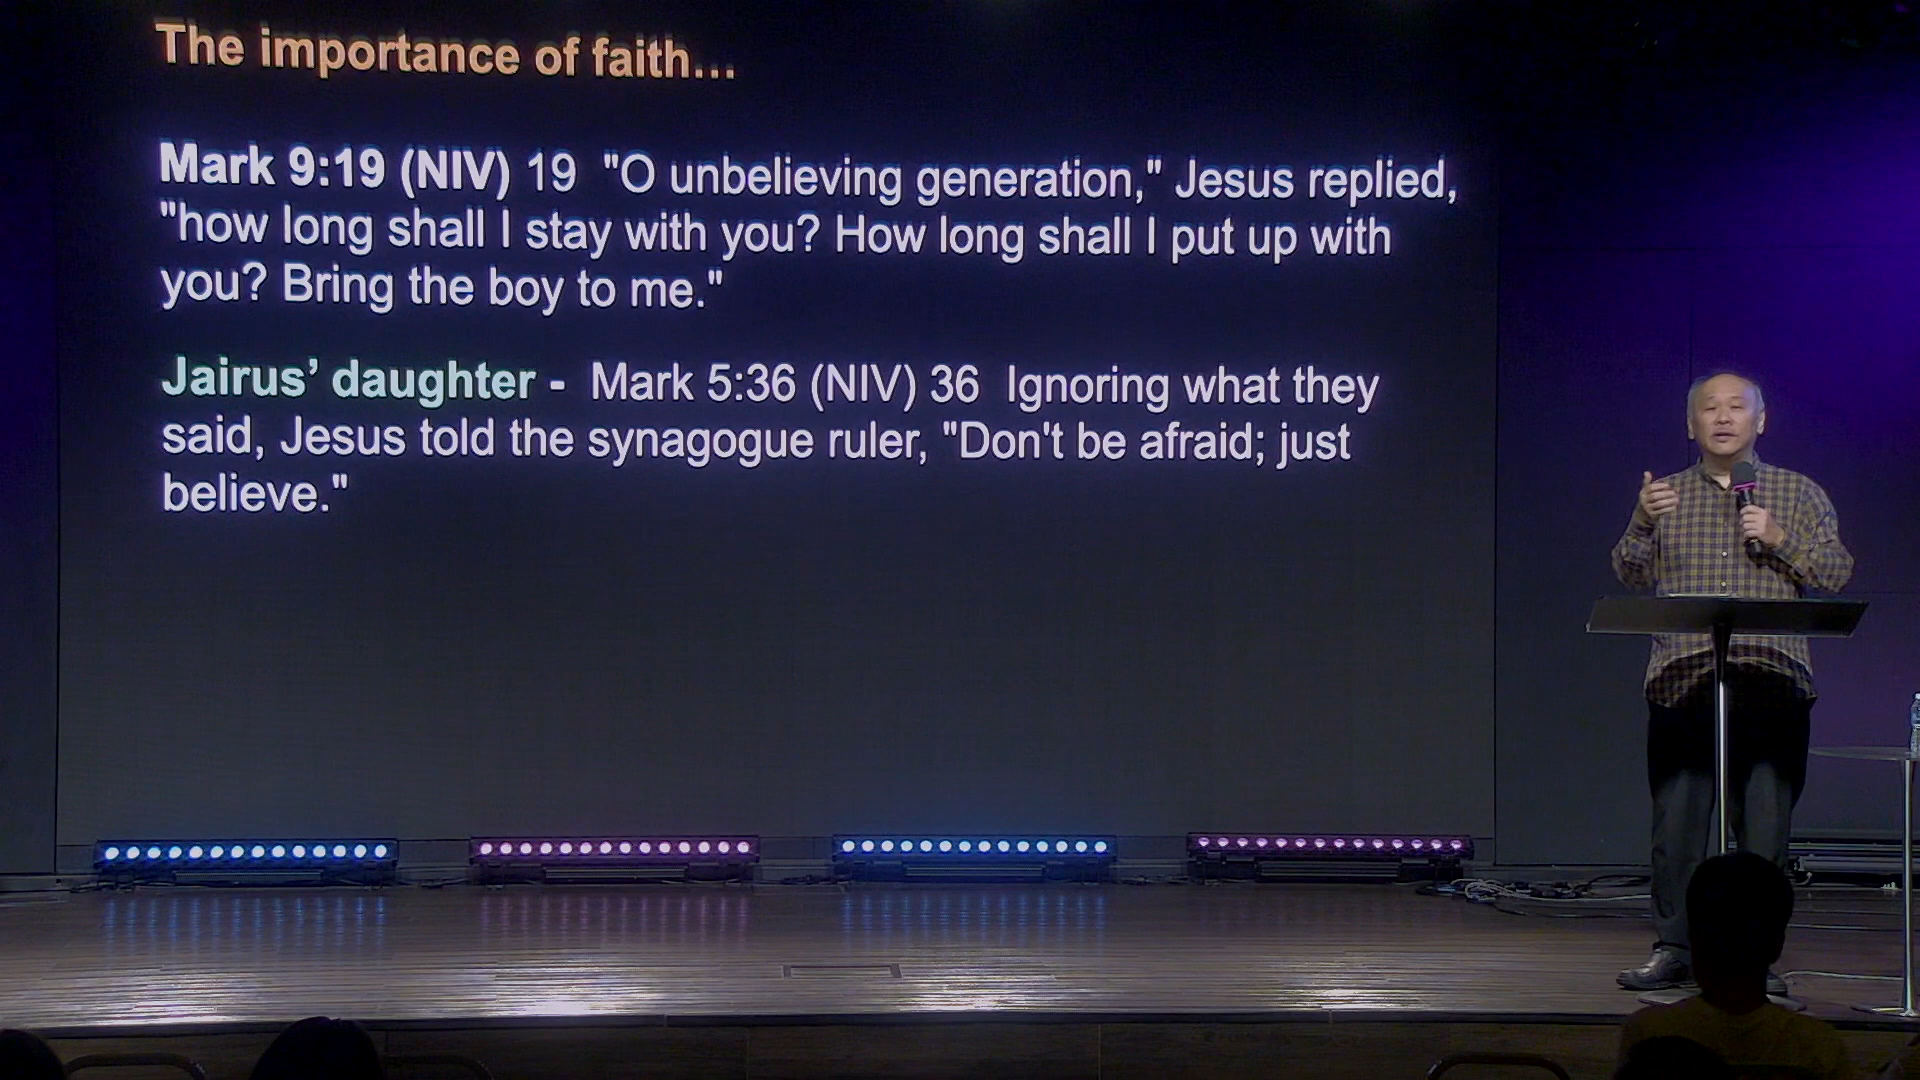 The importance of faith...
Mark 9:19 (NIV) 19 "O unbelieving generation," Jesus replied,
"how long shall I stay with you? How long shall I put up with
you? Bring the boy to me."
Jairus’ daughter - Mark 5:36 (NIV) 36 Ignoring what they
said, Jesus told the synagogue ruler, "Don't be afraid; just
believe."